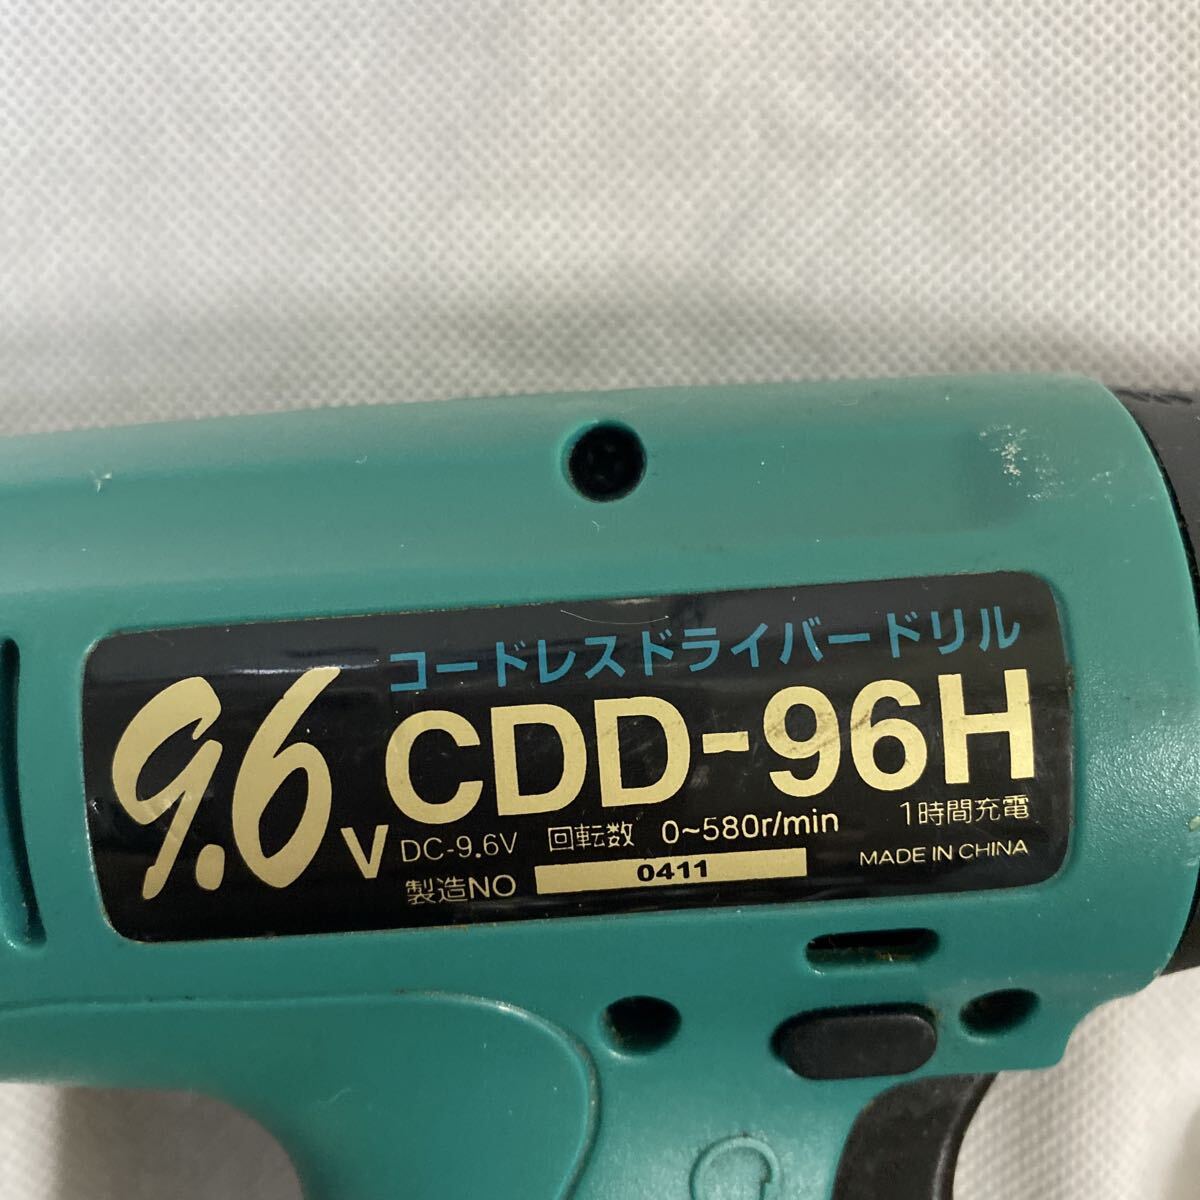 コードレスドライバードリル
9.6V CDD-96H
DC-9.6V 回転数 0~580r/min 1時間充電
製造NO 0411 MADE IN CHINA